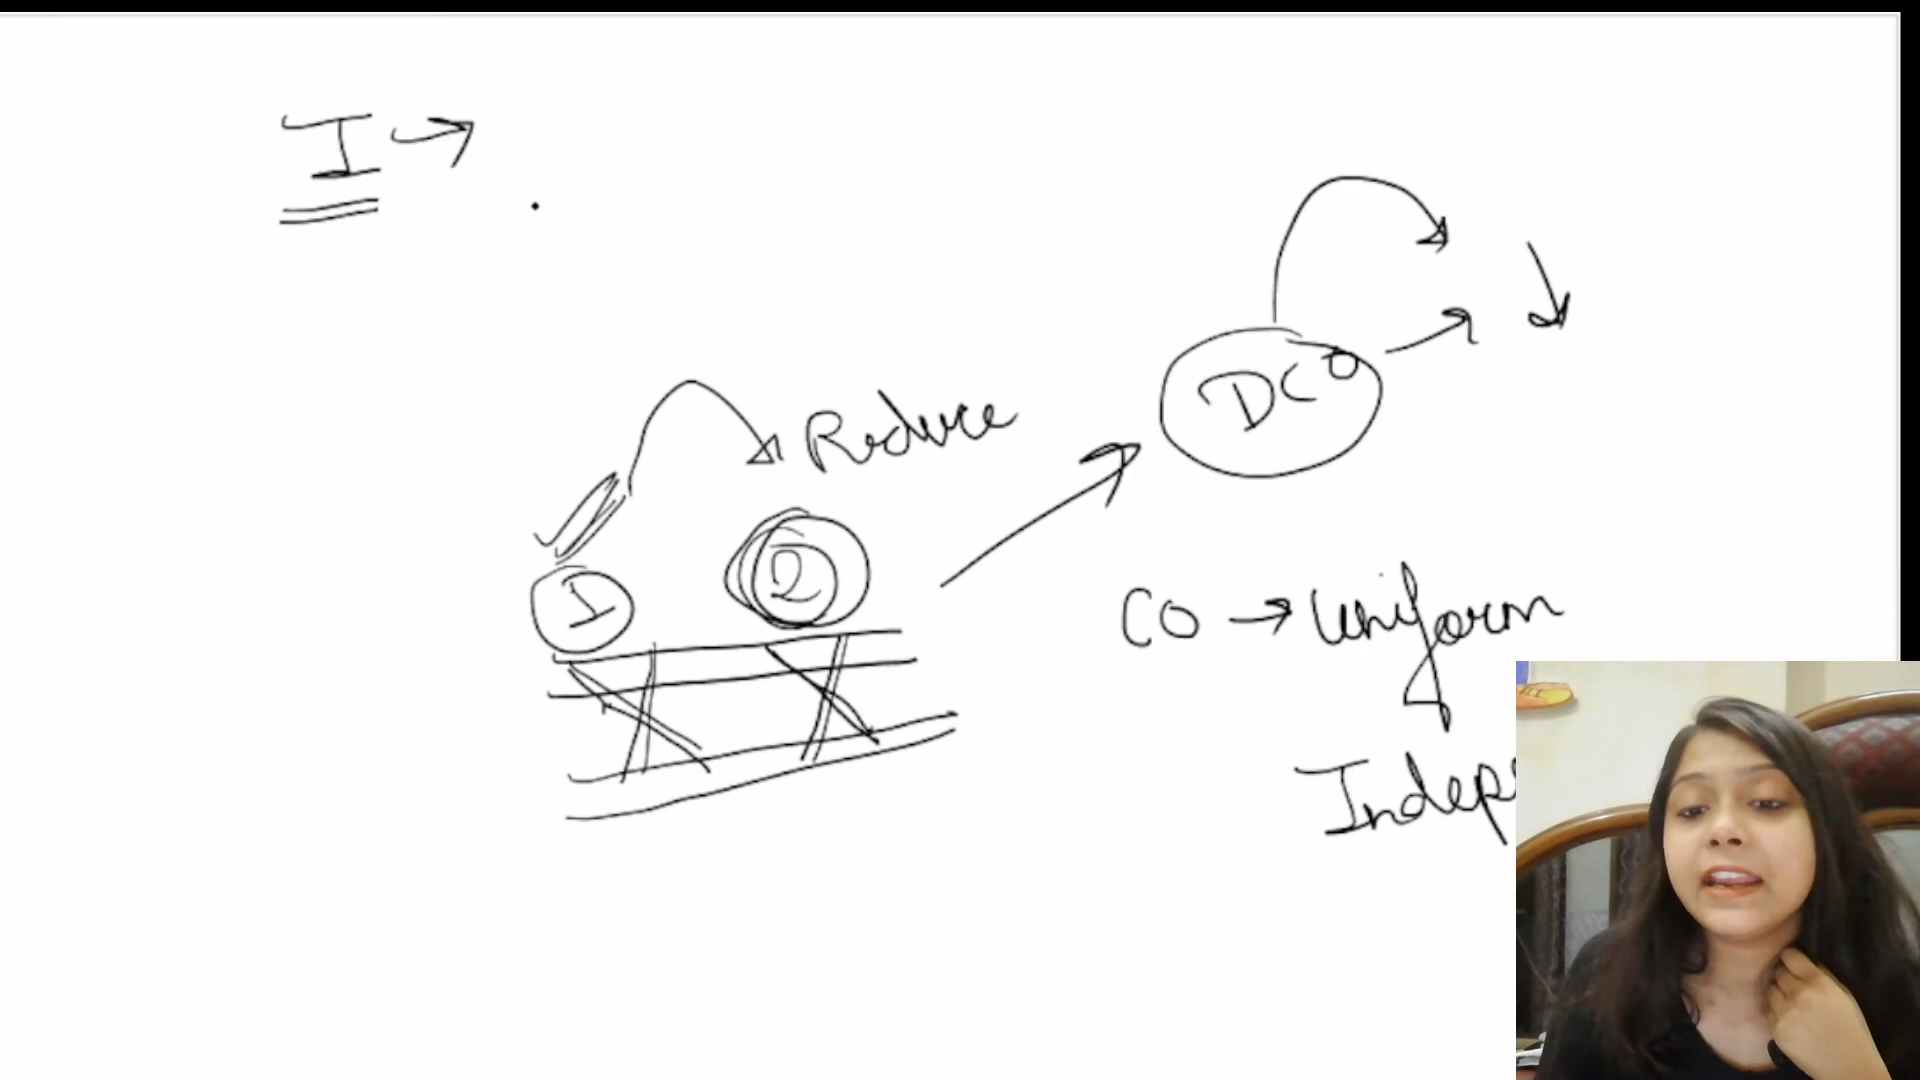 I →
DCO
Reduce
1
2
CO → Uniform
Indep